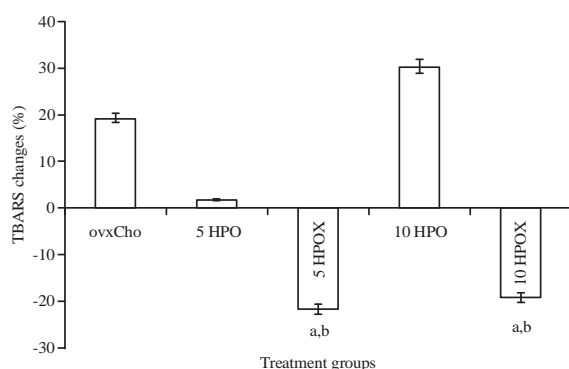 40
30
20
10
0
-10
-20
-30
TBARS changes (%)
ovxCho
5 HPO
5 HPOX
10 HPO
10 HPOX
a,b
a,b
Treatment groups